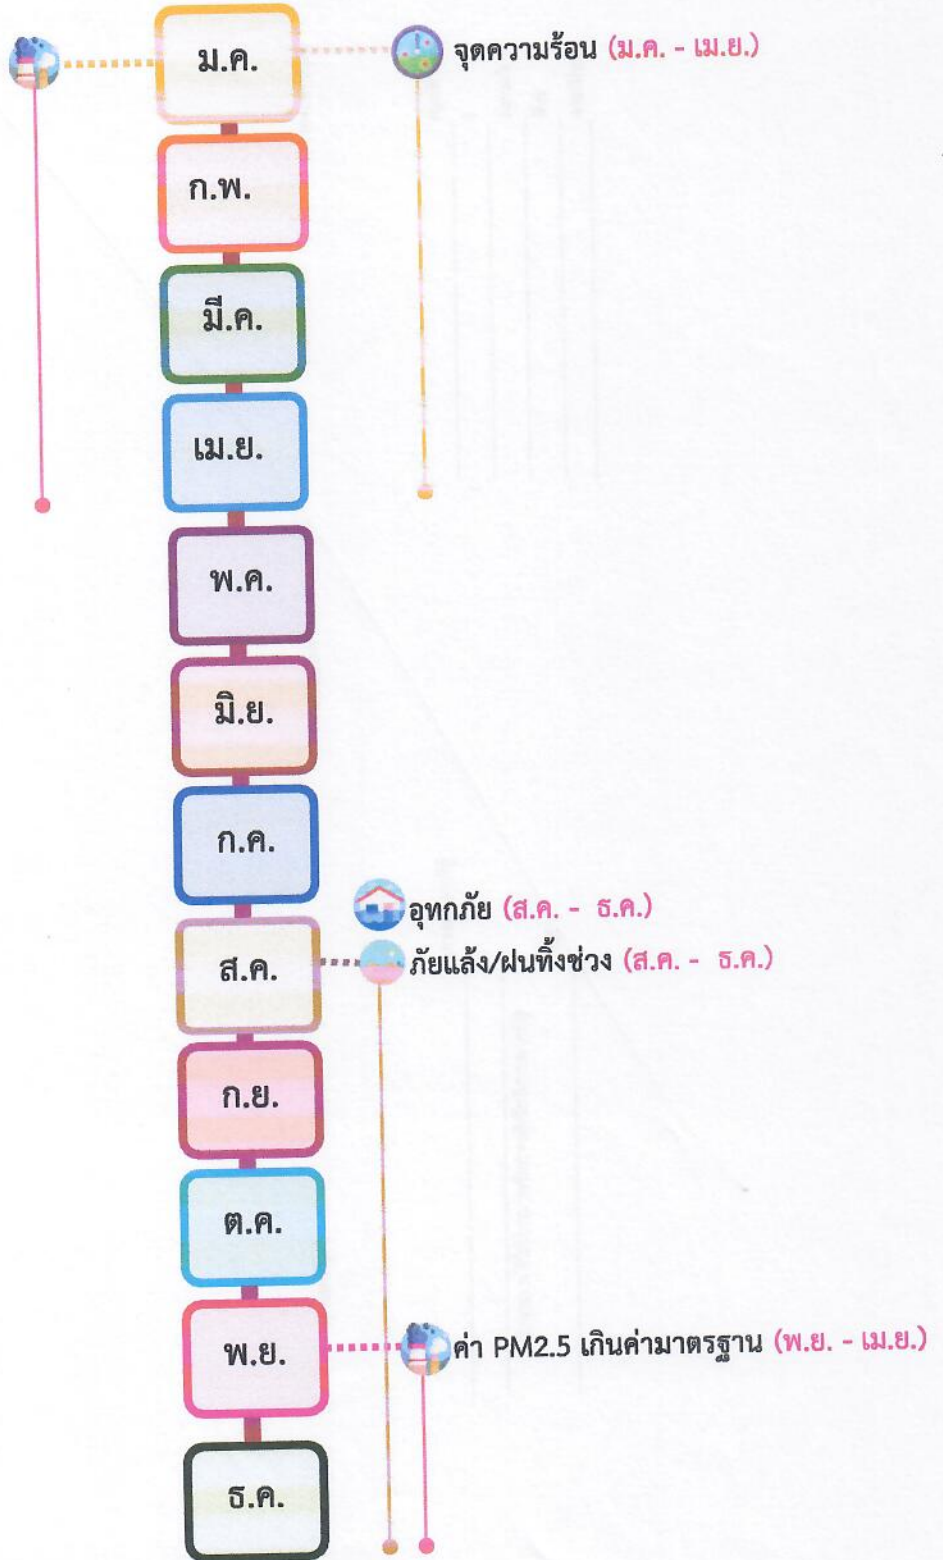 ม.ค.
จุดความร้อน (ม.ค. - เม.ย.)
ก.พ.
มี.ค.
เม.ย.
พ.ค.
มิ.ย.
ก.ค.
อุทกภัย (ส.ค. - ธ.ค.)
ส.ค.
ภัยแล้ง/ฝนทิ้งช่วง (ส.ค. - ธ.ค.)
ก.ย.
ต.ค.
พ.ย.
ค่า PM2.5 เกินค่ามาตรฐาน (พ.ย. - เม.ย.)
ธ.ค.